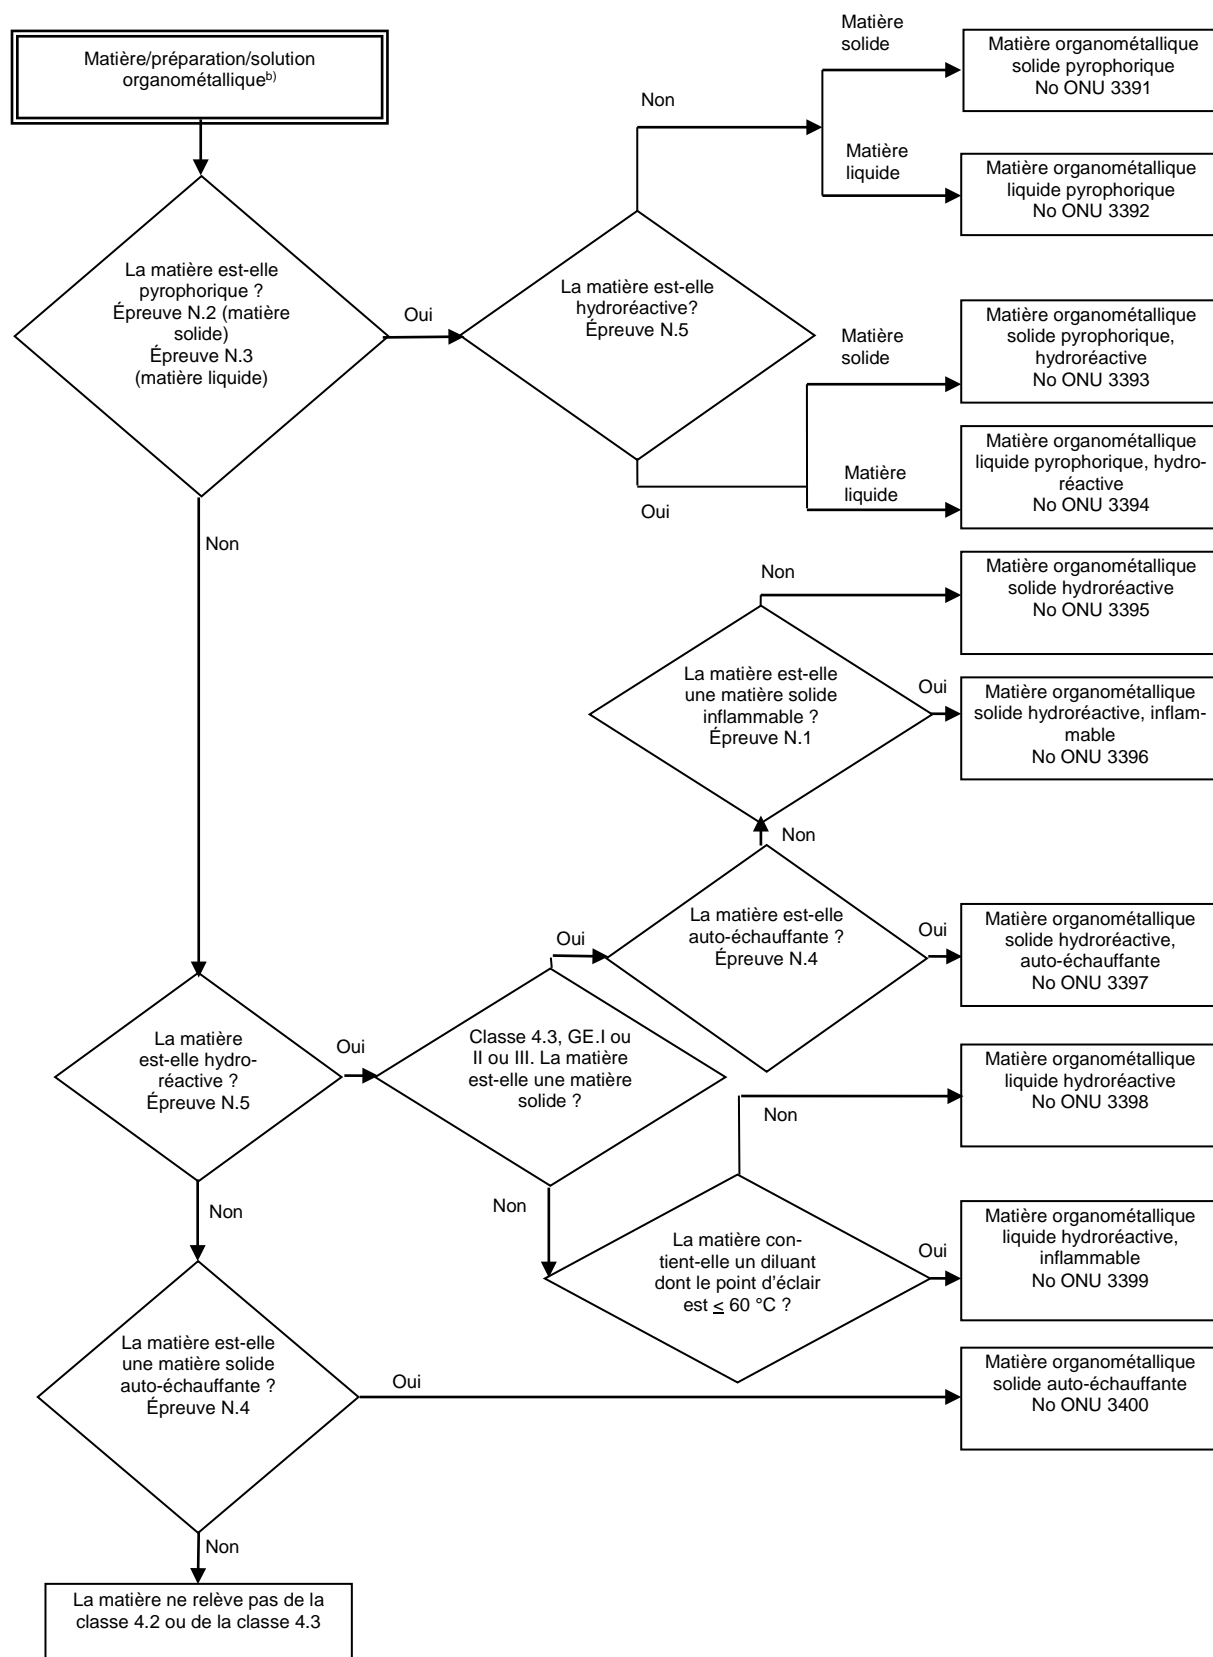 Matière/préparation/solution
organométallique b)
Matière
solide
Matière organométallique
solide pyrophorique
No ONU 3391
Non
Matière
liquide
Matière organométallique
liquide pyrophorique
No ONU 3392
La matière est-elle
pyrophorique ?
Épreuve N.2 (matière
solide)
Épreuve N.3
(matière liquide)
Oui
La matière est-elle
hydroréactive?
Épreuve N.5
Matière
solide
Matière organométallique
solide pyrophorique,
hydroréactive
No ONU 3393
Matière
liquide
Matière organométallique
liquide pyrophorique, hydro-
réactive
No ONU 3394
Oui
Non
Non
Matière organométallique
solide hydroréactive
No ONU 3395
La matière est-elle
une matière solide
inflammable ?
Épreuve N.1
Oui
Matière organométallique
solide hydroréactive, inflam-
mable
No ONU 3396
Non
La matière est-elle
auto-échauffante ?
Épreuve N.4
Oui
Oui
Matière organométallique
solide hydroréactive,
auto-échauffante
No ONU 3397
La matière
est-elle hydro-
réactive ?
Épreuve N.5
Oui
Classe 4.3, GE.I ou
II ou III. La matière
est-elle une matière
solide ?
Matière organométallique
liquide hydroréactive
No ONU 3398
Non
Non
Non
La matière con-
tient-elle un diluant
dont le point d’éclair
est ≤ 60 °C ?
Oui
Matière organométallique
liquide hydroréactive,
inflammable
No ONU 3399
La matière est-elle
une matière solide
auto-échauffante ?
Épreuve N.4
Oui
Matière organométallique
solide auto-échauffante
No ONU 3400
Non
La matière ne relève pas de la
classe 4.2 ou de la classe 4.3